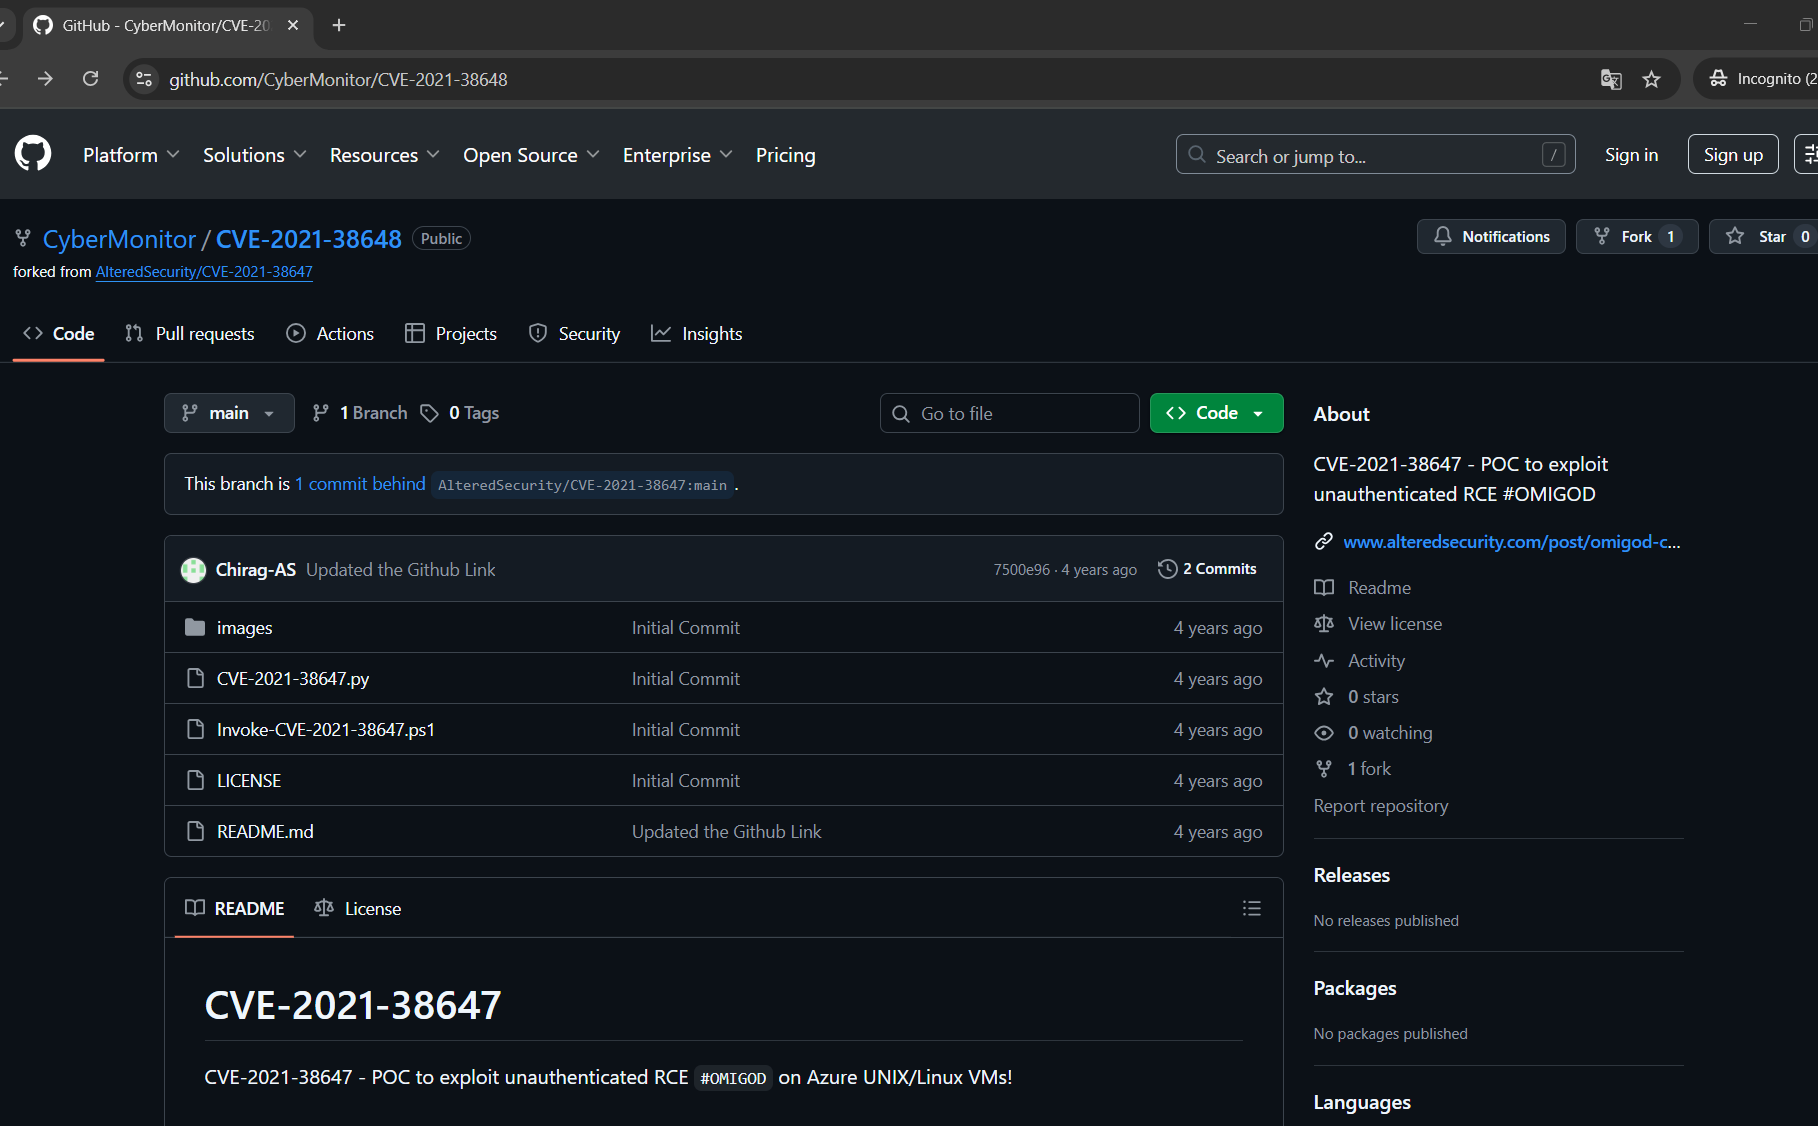 GitHub - CyberMonitor/CVE-20
github.com/CyberMonitor/CVE-2021-38648
Incognito (2
Platform Solutions Resources Open Source Enterprise Pricing
Search or jump to... /
Sign in
Sign up
CyberMonitor / CVE-2021-38648 Public
Notifications
Fork 1
Star 0
forked from AlteredSecurity/CVE-2021-38647
Code Pull requests Actions Projects Security Insights
main 1 Branch 0 Tags
Go to file
Code
This branch is 1 commit behind AlteredSecurity/CVE-2021-38647:main .
Chirag-AS Updated the Github Link 7500e96 · 4 years ago 2 Commits
images Initial Commit 4 years ago
CVE-2021-38647.py Initial Commit 4 years ago
Invoke-CVE-2021-38647.ps1 Initial Commit 4 years ago
LICENSE Initial Commit 4 years ago
README.md Updated the Github Link 4 years ago
README License
CVE-2021-38647
CVE-2021-38647 - POC to exploit unauthenticated RCE #OMIGOD on Azure UNIX/Linux VMs!
About
CVE-2021-38647 - POC to exploit
unauthenticated RCE #OMIGOD
www.alteredsecurity.com/post/omigod-c...
Readme
View license
Activity
0 stars
0 watching
1 fork
Report repository
Releases
No releases published
Packages
No packages published
Languages